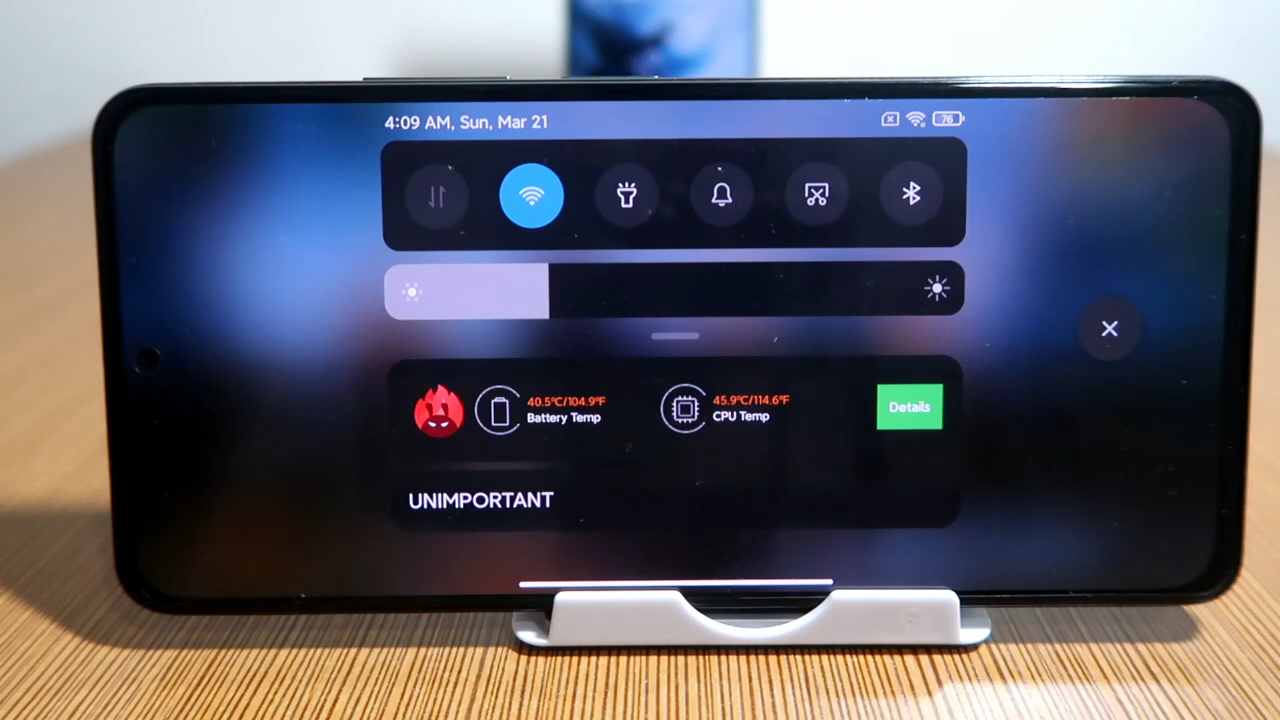 4:09 AM, Sun, Mar 21
76
40.5°C/104.9°F
Battery Temp
45.9°C/114.6°F
CPU Temp
Details
UNIMPORTANT